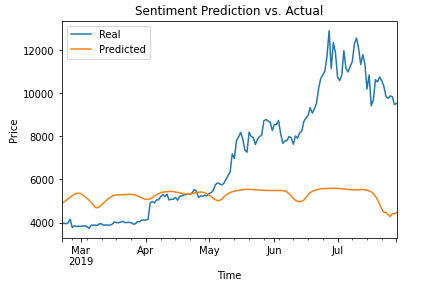 Sentiment Prediction vs. Actual
Real
Predicted
12000
10000
8000
6000
4000
Price
Mar
2019
Apr
May
Jun
Jul
Time